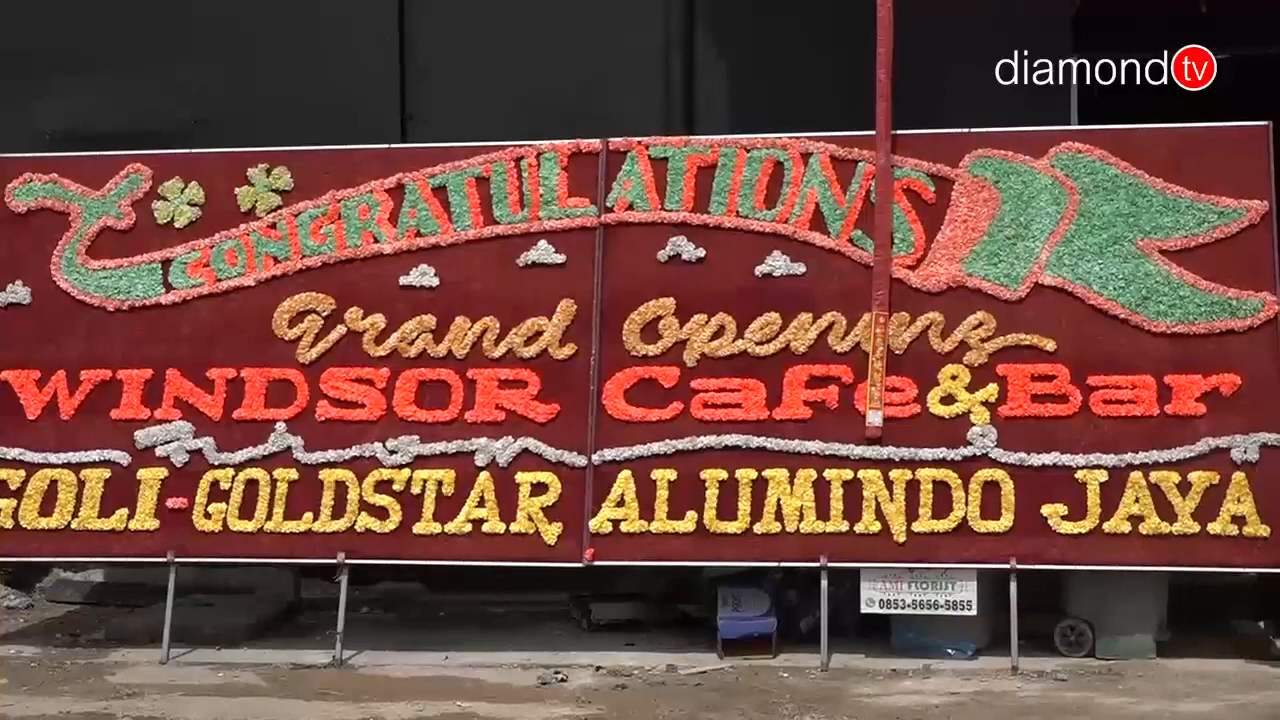 diamond tv
CONGRATULATIONS
Grand Opening
WINDSOR CaFe & Bar
GOLI-GOLDSTAR ALUMINDO JAYA
AMI FLORIST
0853-5656-5855